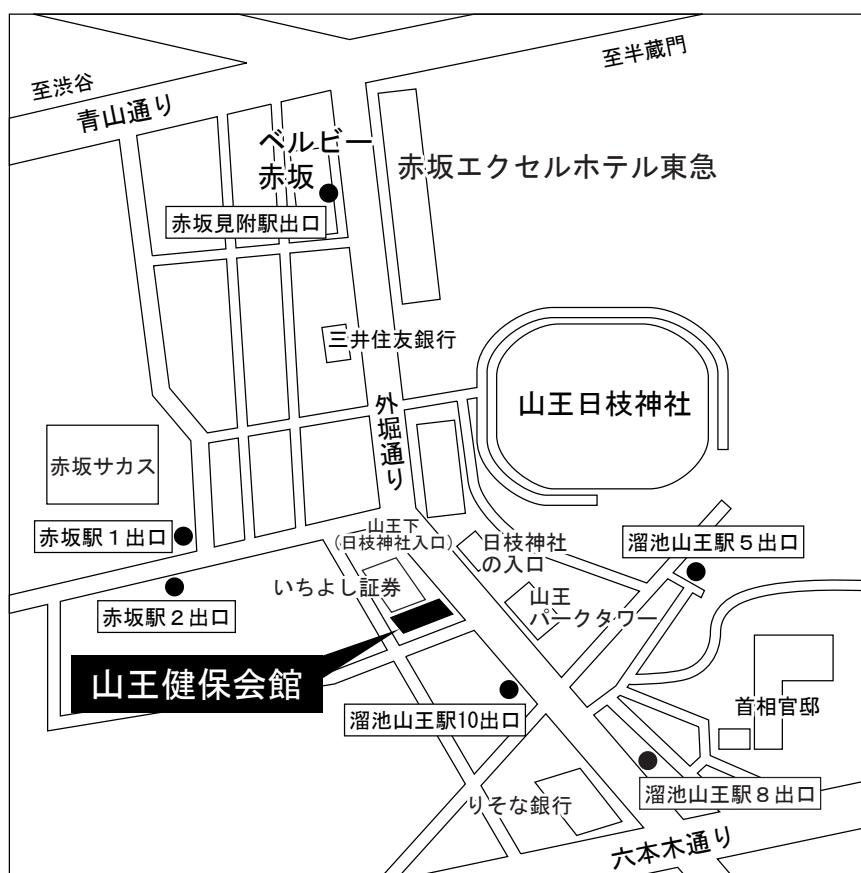 至渋谷
青山通り
至半蔵門
ベルビー
赤坂
赤坂エクセルホテル東急
赤坂見附駅出口
三井住友銀行
外堀通り
山王日枝神社
赤坂サカス
赤坂駅1出口
山王下
(日枝神社入口)
日枝神社
の入口
溜池山王駅5出口
いちよし証券
山王
パークタワー
赤坂駅2出口
山王健保会館
溜池山王駅10出口
首相官邸
溜池山王駅8出口
りそな銀行
六本木通り